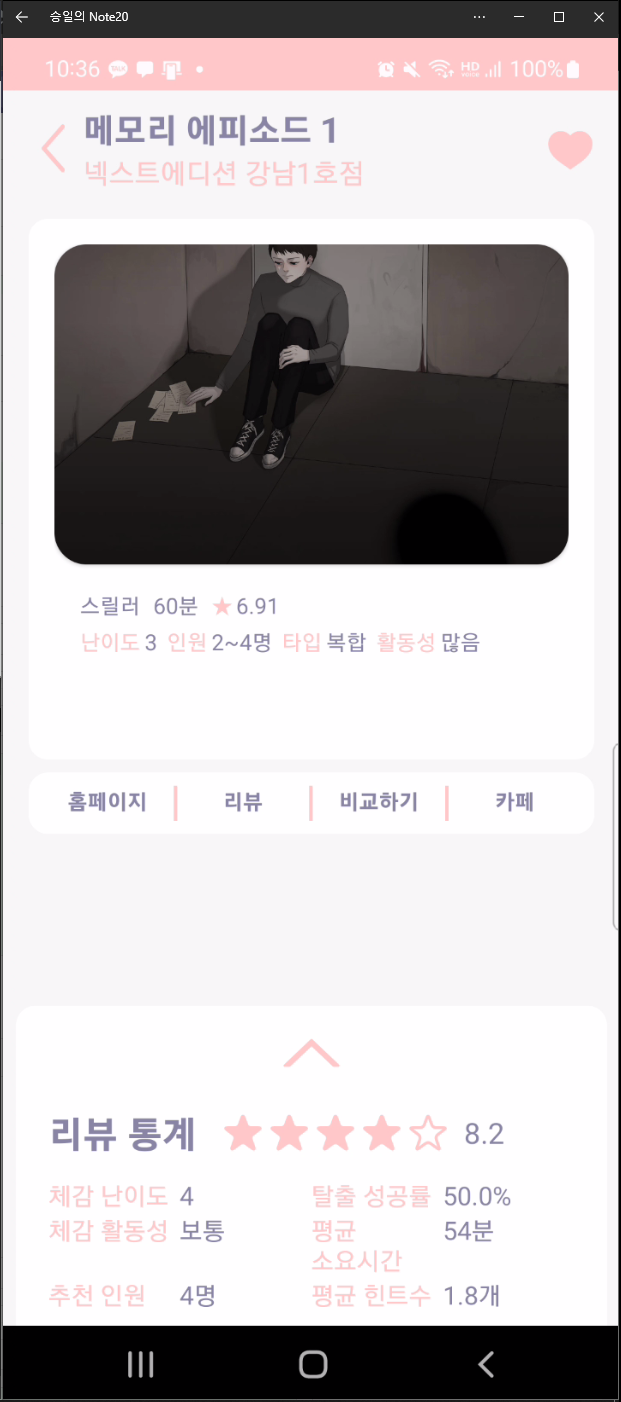 승일의 Note20
10:36 HD 100%
메모리 에피소드 1
넥스트에디션 강남1호점
스릴러 60분 ★ 6.91
난이도 3 인원 2~4명 타입 복합 활동성 많음
홈페이지 리뷰 비교하기 카페
리뷰 통계 8.2
체감 난이도 4 탈출 성공률 50.0%
체감 활동성 보통 평균 54분
소요시간
추천 인원 4명 평균 힌트수 1.8개